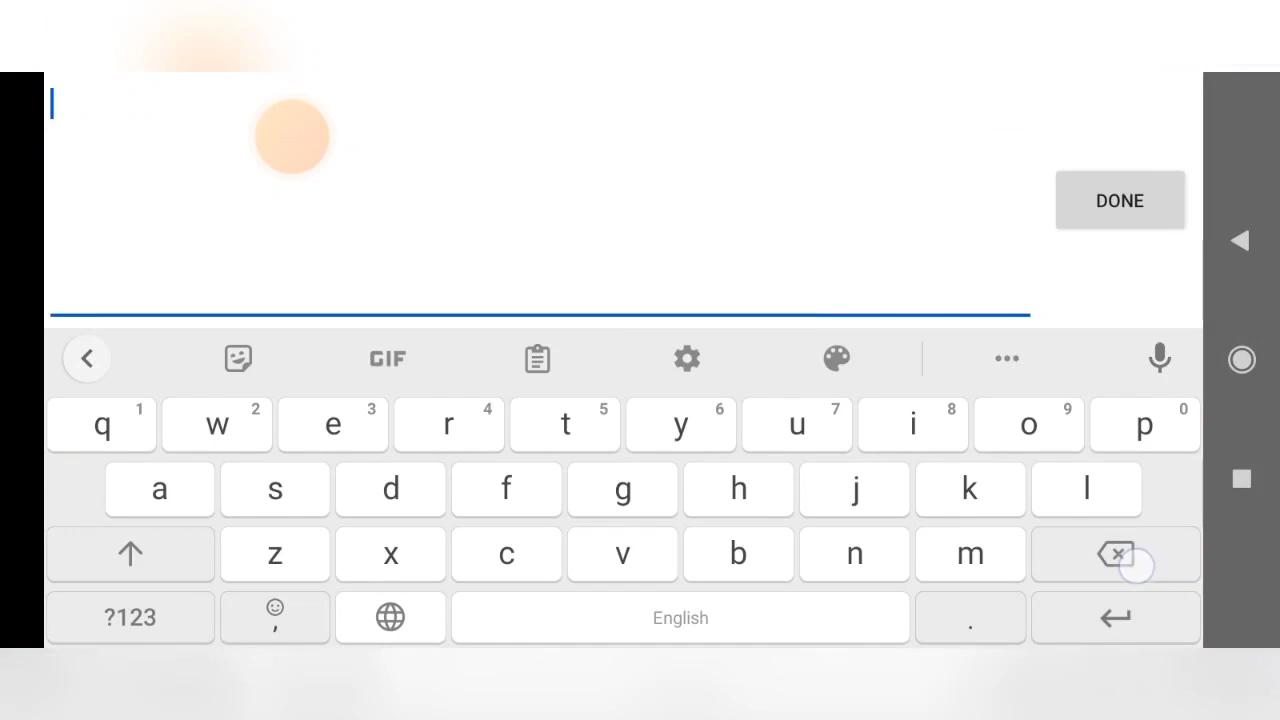 DONE
GIF
q 1 w 2 e 3 r 4 t 5 y 6 u 7 i 8 o 9 p 0
a s d f g h j k l
z x c v b n m
?123 , English .